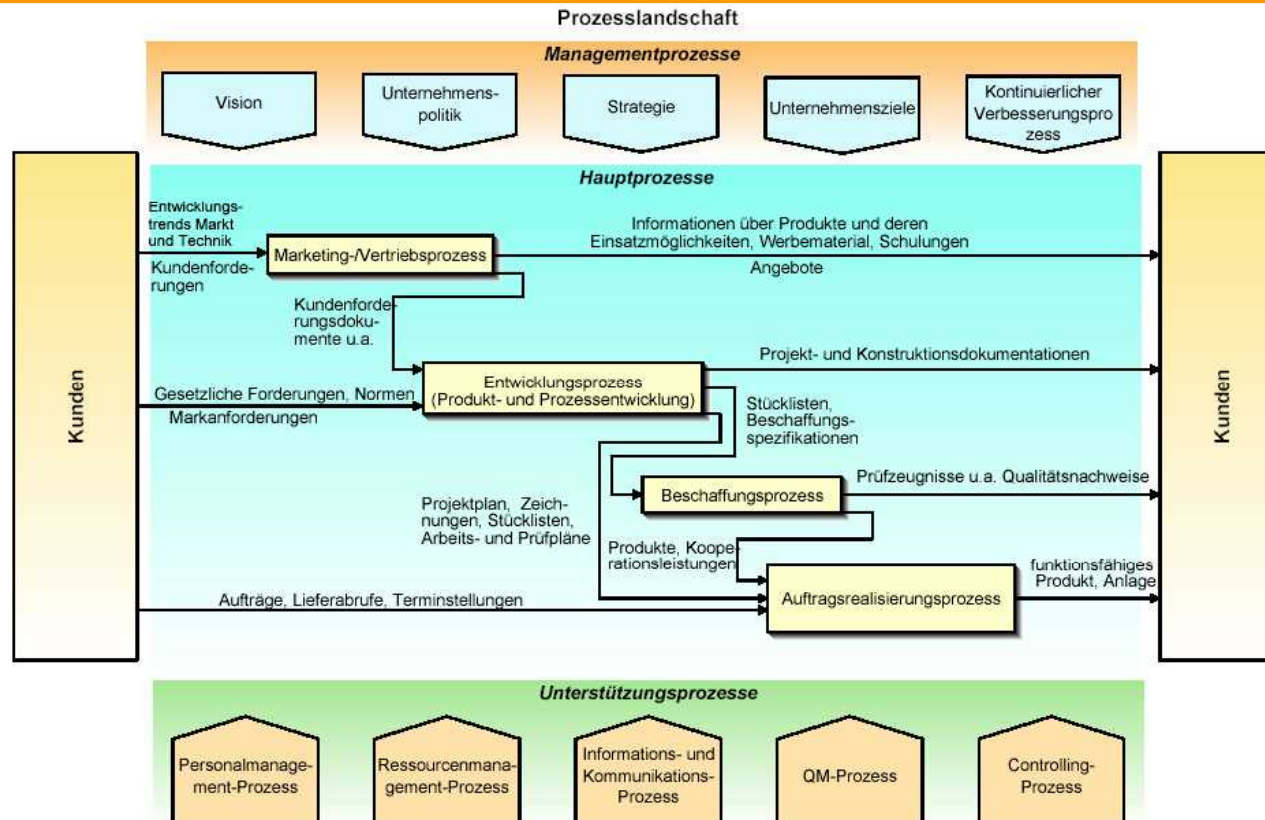 Prozesslandschaft
Managementprozesse
Vision
Unternehmens-
politik
Strategie
Unternehmensziele
Kontinuierlicher
Verbesserungspro
zess
Kunden
Hauptprozesse
Entwicklungs-
trends Markt
und Technik
Kundenforde-
rungen
Marketing-/Vertriebsprozess
Informationen über Produkte und deren
Einsatzmöglichkeiten, Werbematerial, Schulungen
Angebote
Kundenforde-
rungsdoku-
mente u.a.
Gesetzliche Forderungen, Normen
Markanforderungen
Entwicklungsprozess
(Produkt- und Prozessentwicklung)
Projekt- und Konstruktionsdokumentationen
Stücklisten,
Beschaffungs-
spezifikationen
Projektplan, Zeich-
nungen, Stücklisten,
Arbeits- und Prüfpläne
Beschaffungsprozess
Prüfzeugnisse u.a. Qualitätsnachweise
Produkte, Koope-
rationsleistungen
Aufträge, Lieferabrufe, Terminstellungen
Auftragsrealisierungsprozess
funktionsfähiges
Produkt, Anlage
Kunden
Unterstützungsprozesse
Personalmanage-
ment-Prozess
Ressourcenmana-
gement-Prozess
Informations- und
Kommunikations-
Prozess
QM-Prozess
Controlling-
Prozess